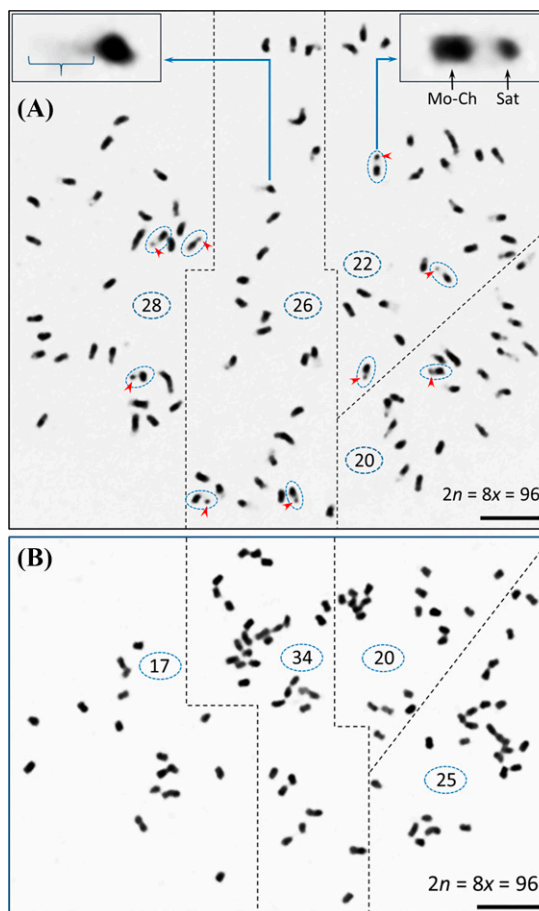 Mo-Ch Sat
(A)
22
28 26
20
2n = 8x = 96
(B)
17 34 20
25
2n = 8x = 96